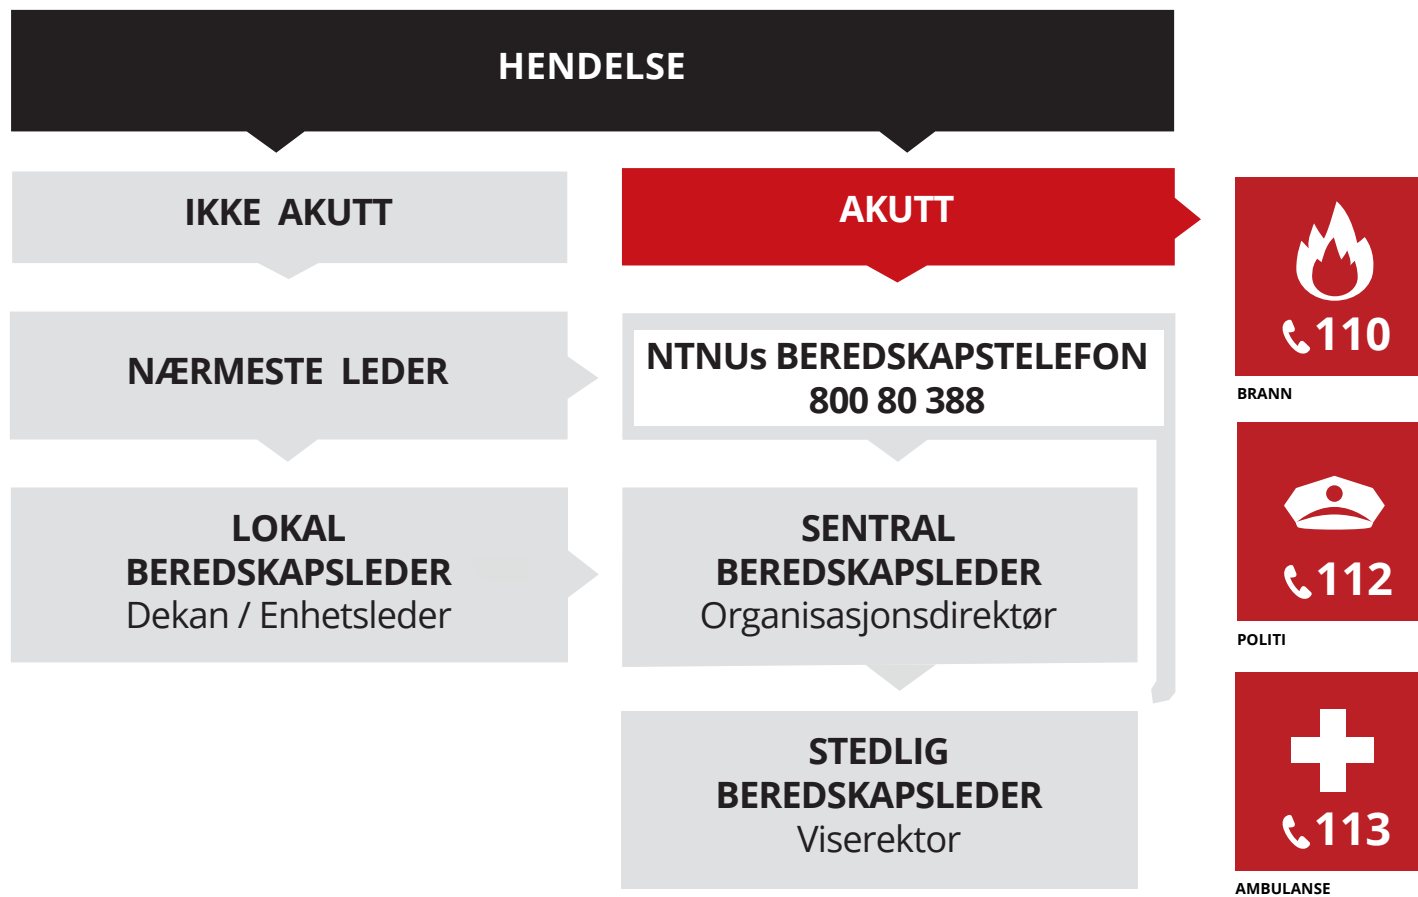 HENDELSE
IKKE AKUTT
NÆRMESTE LEDER
LOKAL
BEREDSKAPSLEDER
Dekan / Enhetsleder
AKUTT
NTNUs BEREDSKAPSTELEFON
800 80 388
SENTRAL
BEREDSKAPSLEDER
Organisasjonsdirektør
STEDLIG
BEREDSKAPSLEDER
Viserektor
110
BRANN
112
POLITI
113
AMBULANSE